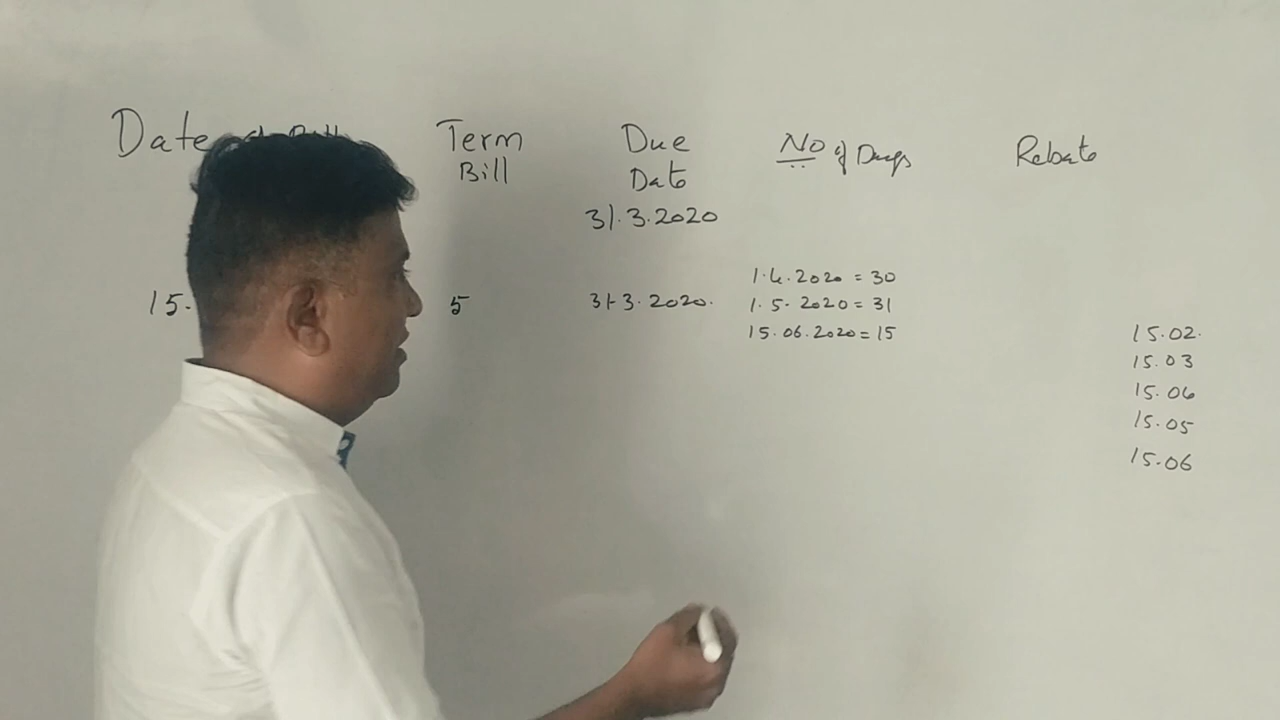 Date
Term
Bill
Due
Date
31.3.2020
No of Days
Rebate
15.
5
31.3.2020.
1.4.2020 = 30
1.5.2020 = 31
15.06.2020 = 15
15.02.
15.03
15.04
15.05
15.06